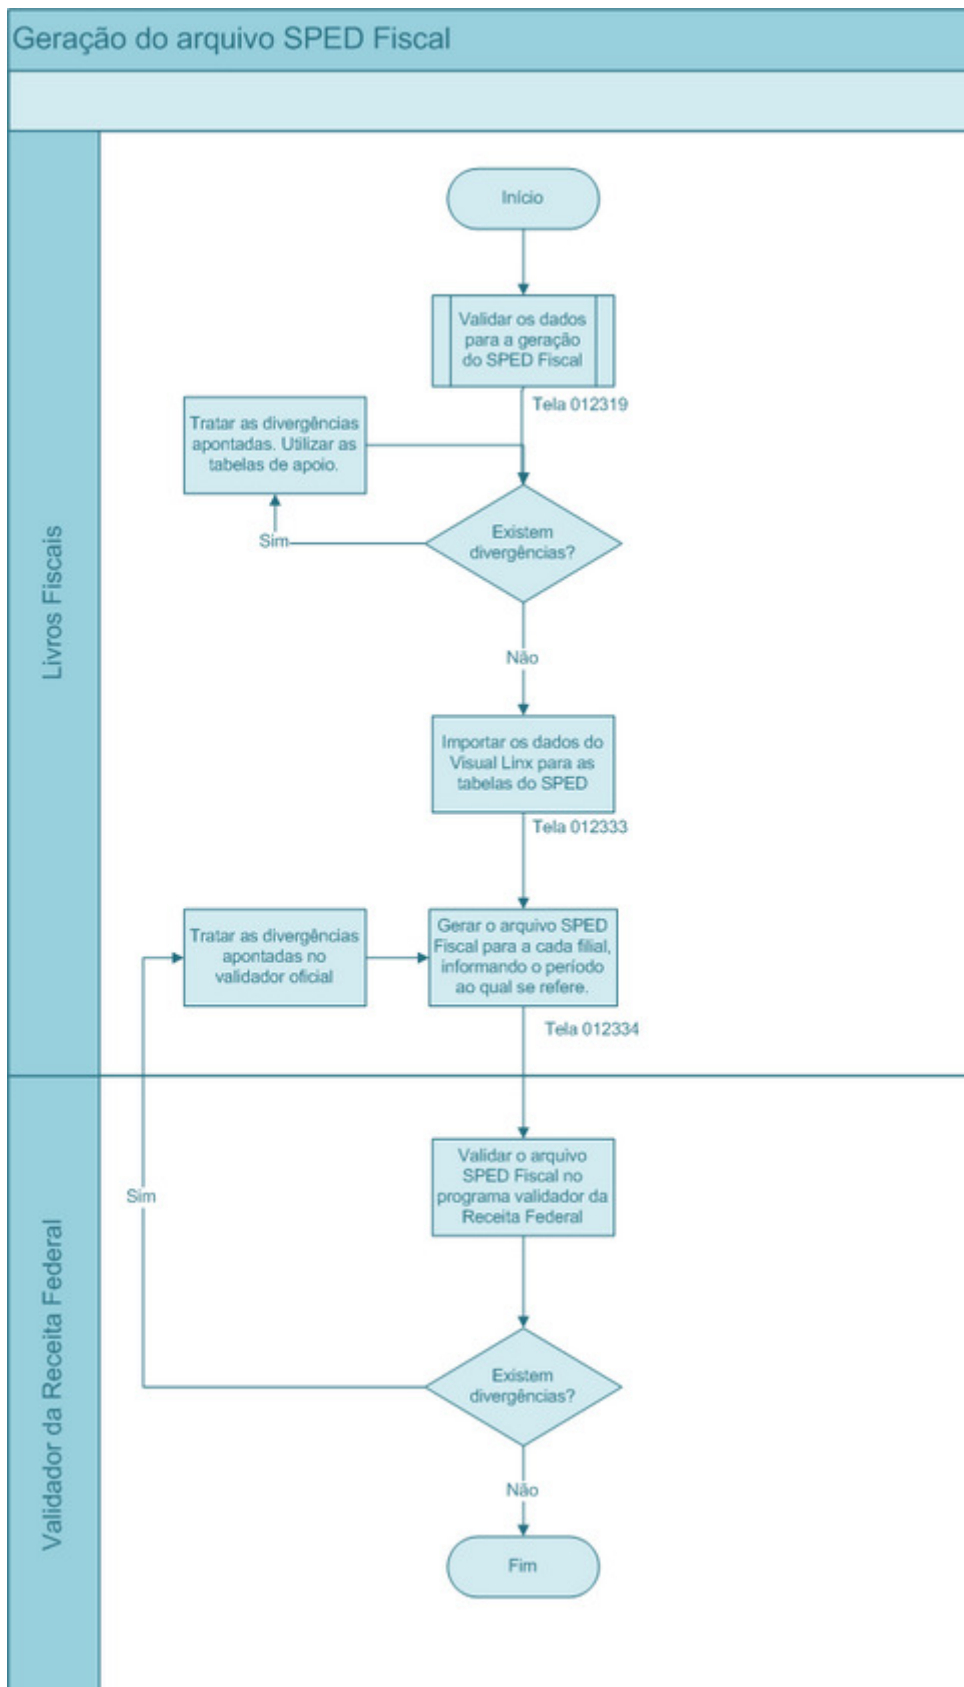 Geração do arquivo SPED Fiscal
Livros Fiscais
Início
Validar os dados
para a geração
do SPED Fiscal
Tela 012319
Tratar as divergências
apontadas. Utilizar as
tabelas de apoio.
Existem
divergências?
Sim
Não
Importar os dados do
Visual Linx para as
tabelas do SPED
Tela 012333
Tratar as divergências
apontadas no
validador oficial
Gerar o arquivo SPED
Fiscal para a cada filial,
informando o período
ao qual se refere.
Tela 012334
Validador da Receita Federal
Validar o arquivo
SPED Fiscal no
programa validador da
Receita Federal
Sim
Existem
divergências?
Não
Fim